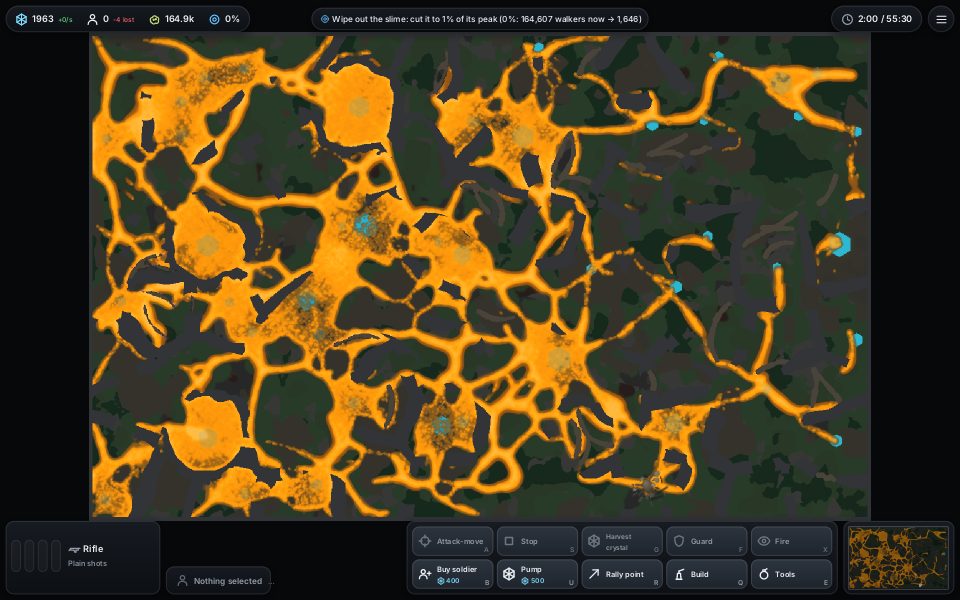 1963 +0/s 0 -4 lost 164.9k 0%
Wipe out the slime: cut it to 1% of its peak (0%: 164,607 walkers now → 1,646)
2:00 / 55:30
Rifle
Plain shots
Nothing selected ...
Attack-move A
Stop S
Harvest crystal G
Guard F
Fire X
Buy soldier 400 B
Pump 500 U
Rally point R
Build Q
Tools E